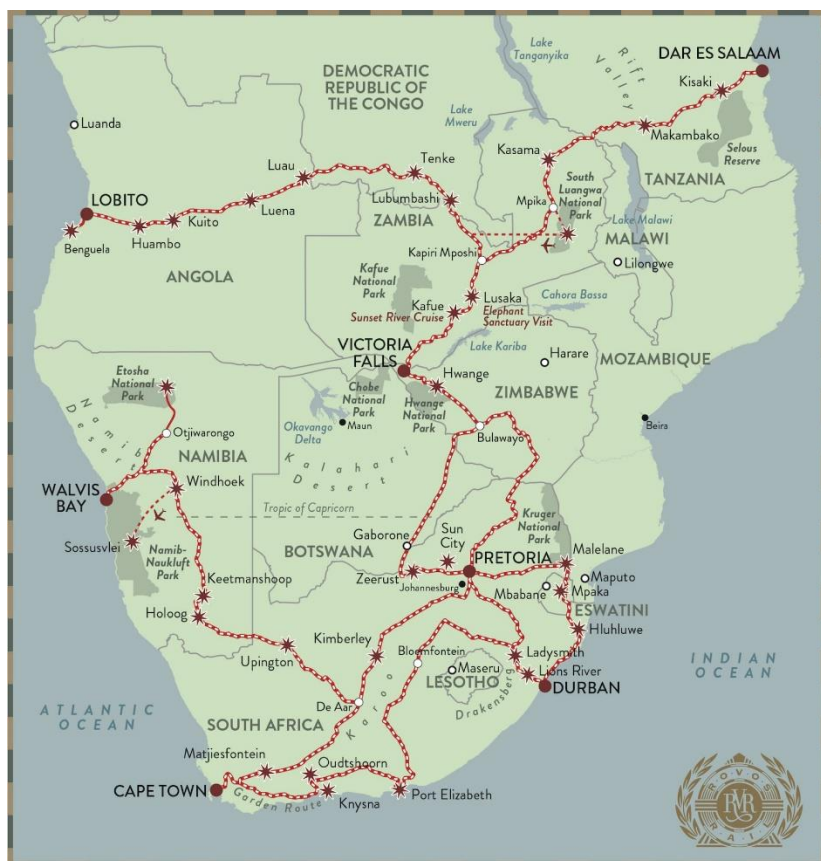 Lake
Tanganyika
Rift
Valley
DAR ES SALAAM
Kisaki
DEMOCRATIC
REPUBLIC OF
THE CONGO
Lake
Mweru
Luanda
Makambako
Kasama
Selous
Reserve
Tenke
Luau
South
Luangwa
National
Park
TANZANIA
LOBITO
Lubumbashi
Mpika
Kuito
Luena
ZAMBIA
Lake Malawi
Huambo
Benguela
MALAWI
Kapiri Mposhi
Lilongwe
ANGOLA
Kafue
National
Park
Kafue
Lusaka
Cahora Bassa
Sunset River Cruise
Elephant
Sanctuary Visit
VICTORIA
FALLS
Lake Kariba
Harare
MOZAMBIQUE
Etosha
National
Park
Hwange
ZIMBABWE
Chobe
National
Park
Hwange
National
Park
Namib
Desert
Okavango
Delta
Maun
Beira
Otjiwarongo
Bulawayo
NAMIBIA
Kalahari
Desert
WALVIS
BAY
Windhoek
Tropic of Capricorn
Kruger
National
Park
Sossusvlei
Namib-
Naukluft
Park
Gaborone
Sun
City
BOTSWANA
PRETORIA
Malelane
Zeerust
Johannesburg
Maputo
Mbabane
Mpaka
Keetmanshoop
ESWATINI
Holoog
Kimberley
Hluhluwe
Bloemfontein
Ladysmith
Upington
Maseru
Lions River
LESOTHO
DURBAN
INDIAN
OCEAN
De Aar
Karoo
Drakensberg
ATLANTIC
OCEAN
SOUTH AFRICA
Matjiesfontein
Oudtshoorn
CAPE TOWN
Garden Route
Knysna
Port Elizabeth
ROVOS
RVR
RAIL